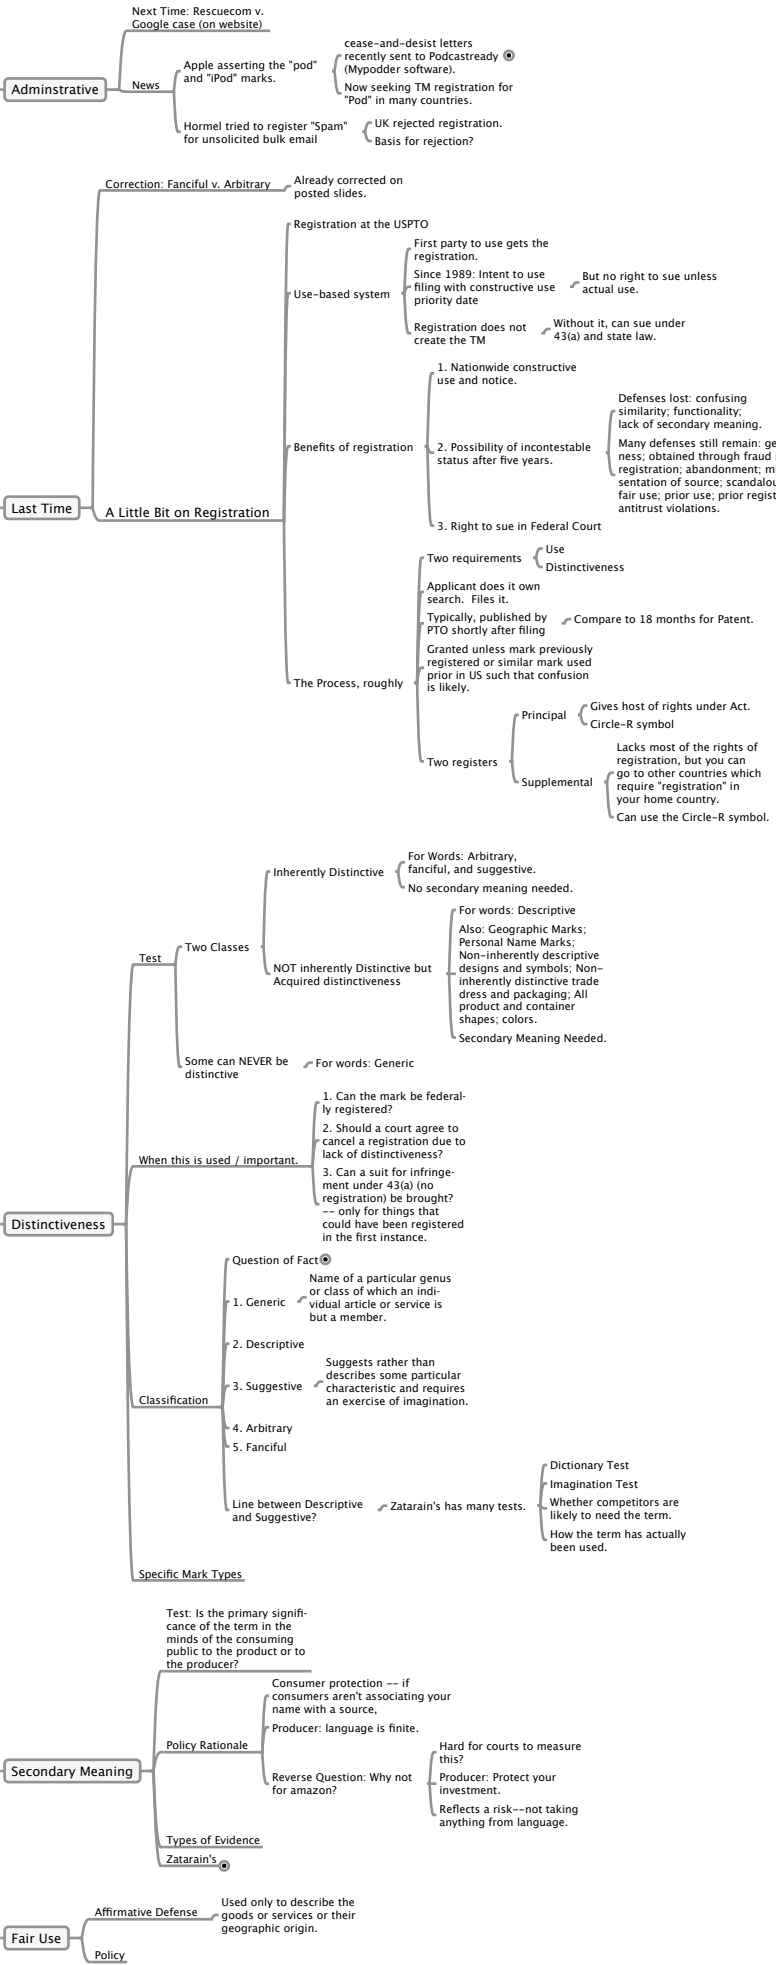 Next Time: Rescuecom v.
Google case (on website)
Adminstrative
News
Apple asserting the "pod"
and "iPod" marks.
cease-and-desist letters
recently sent to Podcastready
(Mypodder software).
Now seeking TM registration for
"Pod" in many countries.
Hormel tried to register "Spam"
for unsolicited bulk email
UK rejected registration.
Basis for rejection?
Last Time
Correction: Fanciful v. Arbitrary
Already corrected on
posted slides.
A Little Bit on Registration
Registration at the USPTO
Use-based system
First party to use gets the
registration.
Since 1989: Intent to use
filing with constructive use
priority date
But no right to sue unless
actual use.
Registration does not
create the TM
Without it, can sue under
43(a) and state law.
Benefits of registration
1. Nationwide constructive
use and notice.
2. Possibility of incontestable
status after five years.
Defenses lost: confusing
similarity; functionality;
lack of secondary meaning.
Many defenses still remain: ge
ness; obtained through fraud
registration; abandonment; m
sentation of source; scandalou
fair use; prior use; prior regist
antitrust violations.
3. Right to sue in Federal Court
The Process, roughly
Two requirements
Use
Distinctiveness
Applicant does it own
search. Files it.
Typically, published by
PTO shortly after filing
Compare to 18 months for Patent.
Granted unless mark previously
registered or similar mark used
prior in US such that confusion
is likely.
Two registers
Principal
Gives host of rights under Act.
Circle-R symbol
Supplemental
Lacks most of the rights of
registration, but you can
go to other countries which
require "registration" in
your home country.
Can use the Circle-R symbol.
Distinctiveness
Test
Two Classes
Inherently Distinctive
For Words: Arbitrary,
fanciful, and suggestive.
No secondary meaning needed.
NOT inherently Distinctive but
Acquired distinctiveness
For words: Descriptive
Also: Geographic Marks;
Personal Name Marks;
Non-inherently descriptive
designs and symbols; Non-
inherently distinctive trade
dress and packaging; All
product and container
shapes; colors.
Secondary Meaning Needed.
Some can NEVER be
distinctive
For words: Generic
When this is used / important.
1. Can the mark be federal-
ly registered?
2. Should a court agree to
cancel a registration due to
lack of distinctiveness?
3. Can a suit for infringe-
ment under 43(a) (no
registration) be brought?
-- only for things that
could have been registered
in the first instance.
Classification
Question of Fact
1. Generic
Name of a particular genus
or class of which an indi-
vidual article or service is
but a member.
2. Descriptive
3. Suggestive
Suggests rather than
describes some particular
characteristic and requires
an exercise of imagination.
4. Arbitrary
5. Fanciful
Line between Descriptive
and Suggestive?
Zatarain's has many tests.
Dictionary Test
Imagination Test
Whether competitors are
likely to need the term.
How the term has actually
been used.
Specific Mark Types
Secondary Meaning
Test: Is the primary signifi-
cance of the term in the
minds of the consuming
public to the product or to
the producer?
Policy Rationale
Consumer protection -- if
consumers aren't associating your
name with a source,
Producer: language is finite.
Reverse Question: Why not
for amazon?
Hard for courts to measure
this?
Producer: Protect your
investment.
Reflects a risk--not taking
anything from language.
Types of Evidence
Zatarain's
Fair Use
Affirmative Defense
Used only to describe the
goods or services or their
geographic origin.
Policy